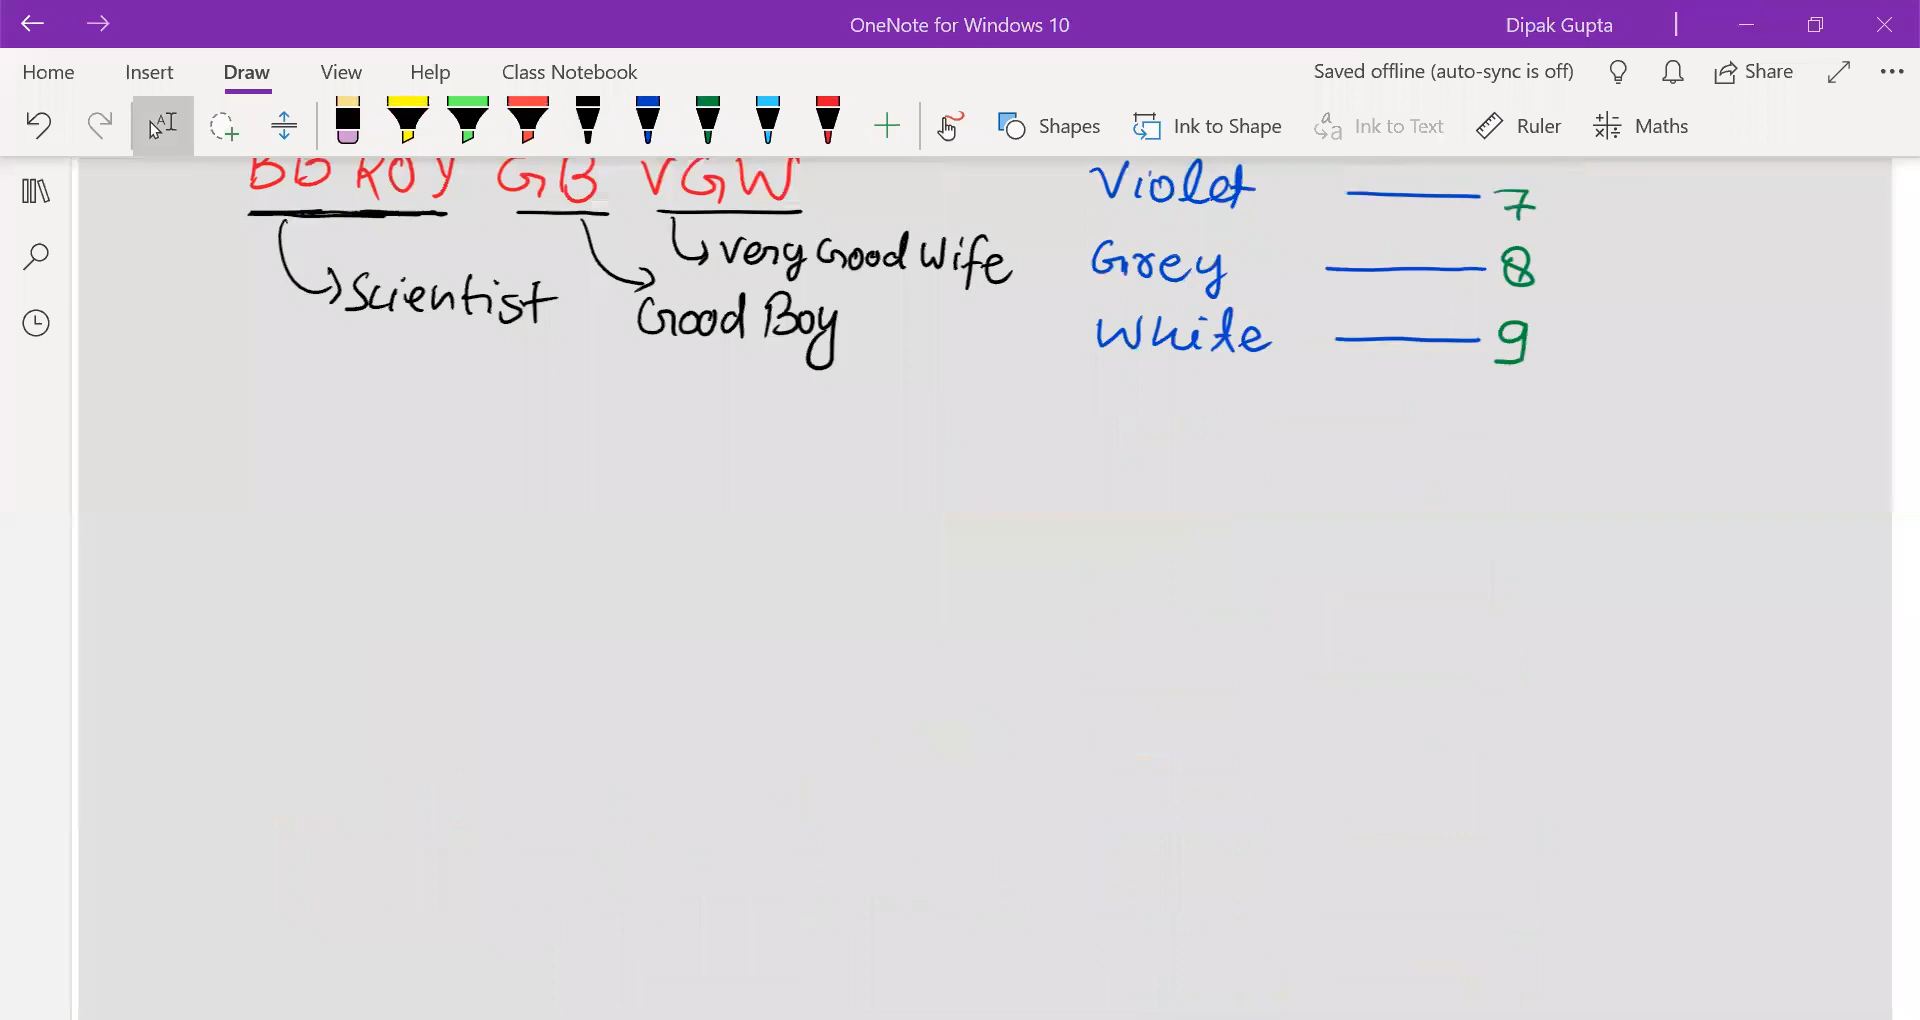 OneNote for Windows 10
Dipak Gupta
Home Insert Draw View Help Class Notebook
Saved offline (auto-sync is off) Share
Shapes Ink to Shape Ink to Text Ruler Maths
BB ROY GB VGW
Scientist
Good Boy
Very Good Wife
Violet 7
Grey 8
White 9